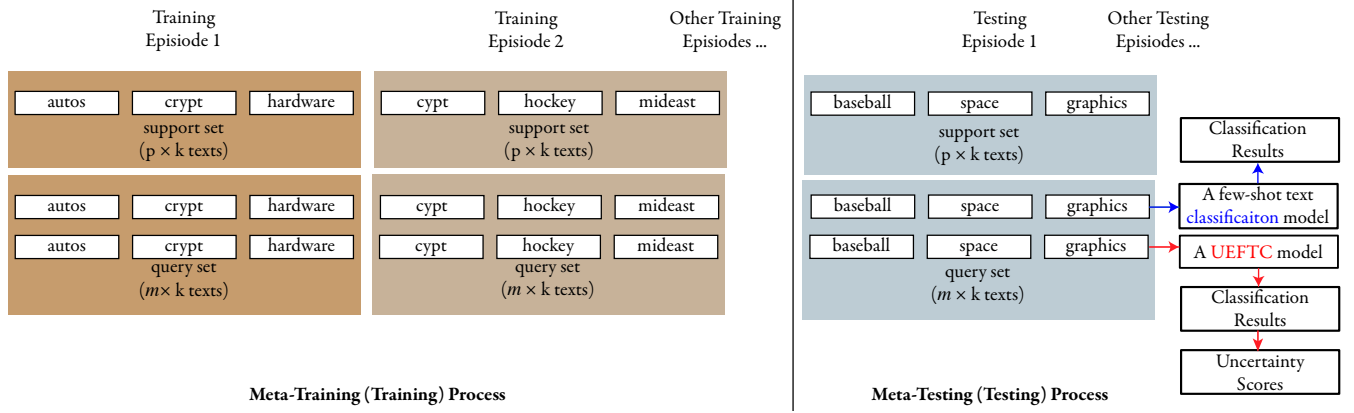 Training
Episiode 1
Training
Episiode 2
Other Training
Episiodes ...
autos crypt hardware
support set
(p × k texts)
cypt hockey mideast
support set
(p × k texts)
autos crypt hardware
autos crypt hardware
query set
(m× k texts)
cypt hockey mideast
cypt hockey mideast
query set
(m × k texts)
Meta-Training (Training) Process
Testing
Episiode 1
Other Testing
Episiodes ...
baseball space graphics
support set
(p × k texts)
baseball space graphics
baseball space graphics
query set
(m × k texts)
Classification
Results
A few-shot text
classificaiton model
A UEFTC model
Classification
Results
Uncertainty
Scores
Meta-Testing (Testing) Process